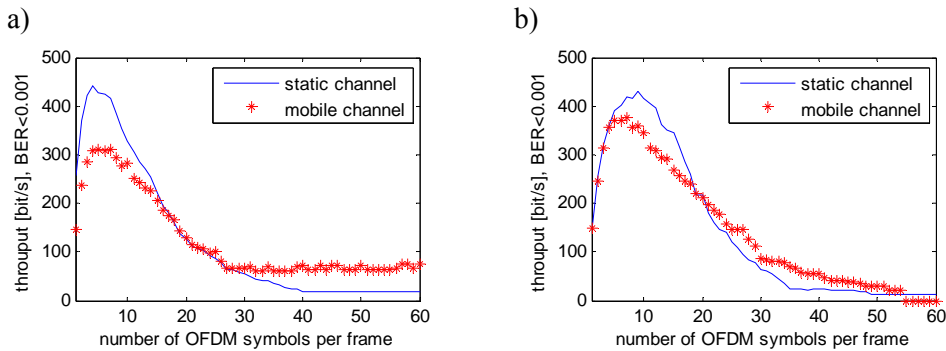 a)
500
400
300
200
100
0
10 20 30 40 50 60
throuput [bit/s], BER<0.001
number of OFDM symbols per frame
static channel
mobile channel
b)
500
400
300
200
100
0
10 20 30 40 50 60
throuput [bit/s], BER<0.001
number of OFDM symbols per frame
static channel
mobile channel